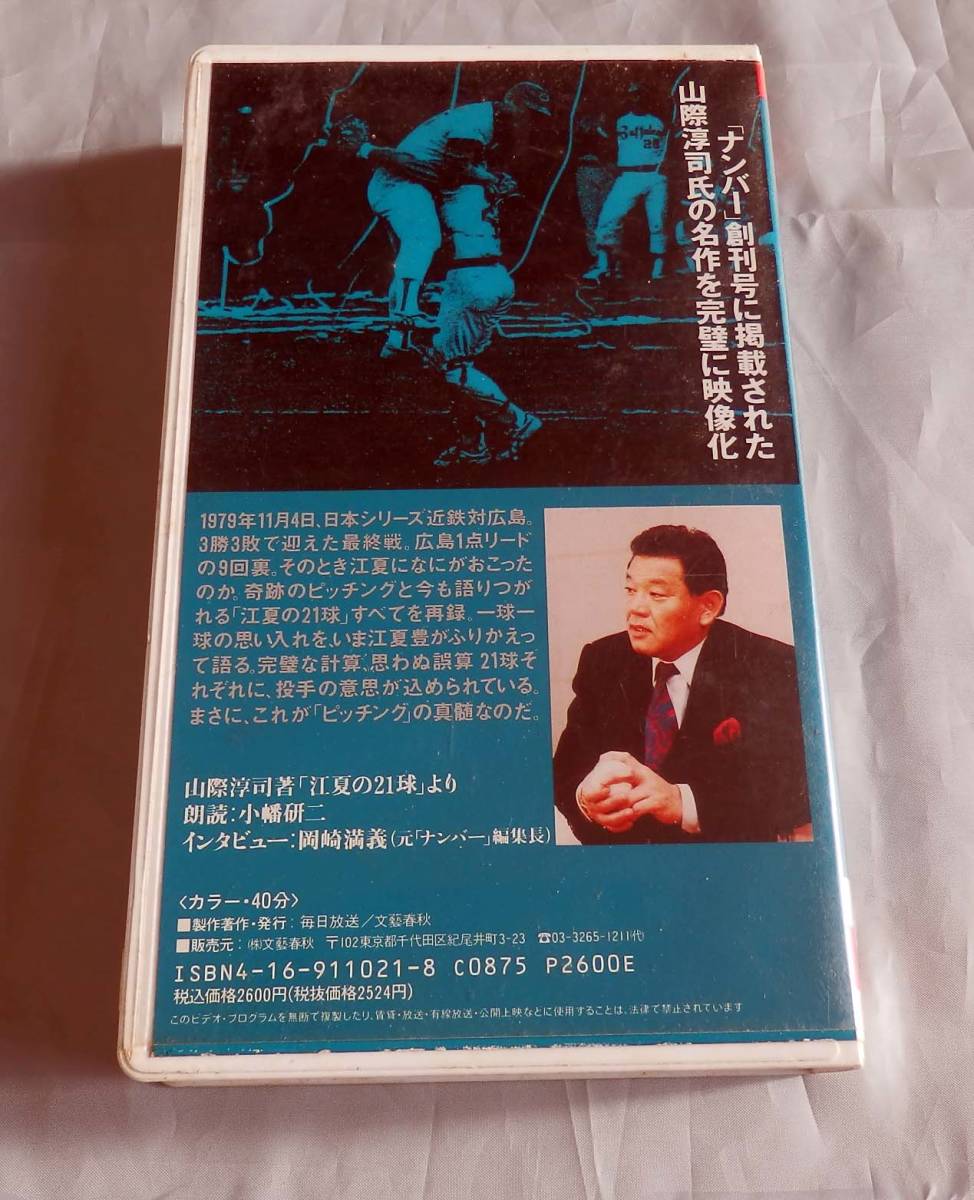 「ナンバー」創刊号に掲載された
山際淳司氏の名作を完璧に映像化
1979年11月4日、日本シリーズ近鉄対広島。
3勝3敗で迎えた最終戦。広島1点リード
の9回裏。そのとき江夏になにがおこった
のか。奇跡のピッチングと今も語りつが
れる「江夏の21球」すべてを再録。一球一
球の思い入れを、いま江夏豊がふりかえっ
て語る。完璧な計算、思わぬ誤算 21球そ
れぞれに、投手の意思が込められている。
まさに、これが「ピッチング」の真髄なのだ。
山際淳司著「江夏の21球」より
朗読：小幡研二
インタビュー：岡崎満義(元「ナンバー」編集長)
〈カラー・40分〉
■製作著作・発行：毎日放送／文藝春秋
■販売元：㈱文藝春秋 〒102東京都千代田区紀尾井町3-23 ☎03-3265-1211(代)
ISBN4-16-911021-8 C0875 P2600E
税込価格2600円(税抜価格2524円)
このビデオ・プログラムを無断で複製したり、賃貸・放送・有線放送・公開上映などに使用することは、法律で禁止されています